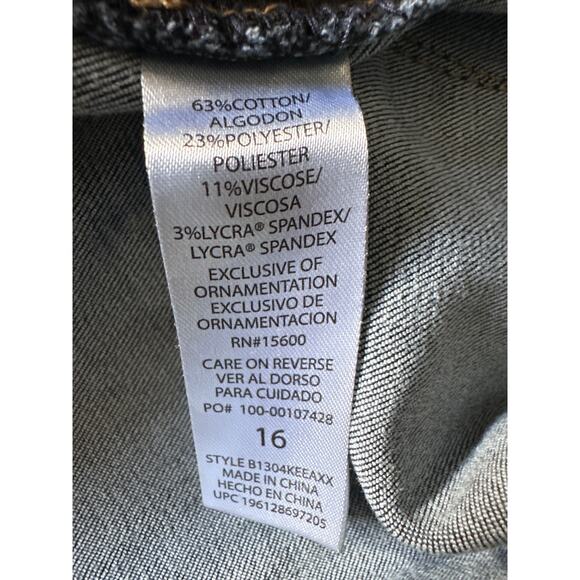 63%COTTON/
ALGODON
23%POLYESTER/
POLIESTER
11%VISCOSE/
VISCOSA
3%LYCRA® SPANDEX/
LYCRA® SPANDEX
EXCLUSIVE OF
ORNAMENTATION
EXCLUSIVO DE
ORNAMENTACION
RN#15600
CARE ON REVERSE
VER AL DORSO
PARA CUIDADO
PO# 100-00107428
16
STYLE B1304KEEAXX
MADE IN CHINA
HECHO EN CHINA
UPC 196128697205